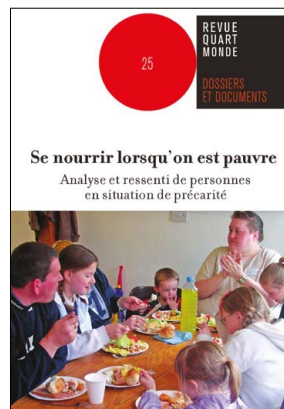 25
REVUE
QUART
MONDE
DOSSIERS
ET DOCUMENTS
Se nourrir lorsqu'on est pauvre
Analyse et ressenti de personnes
en situation de précarité